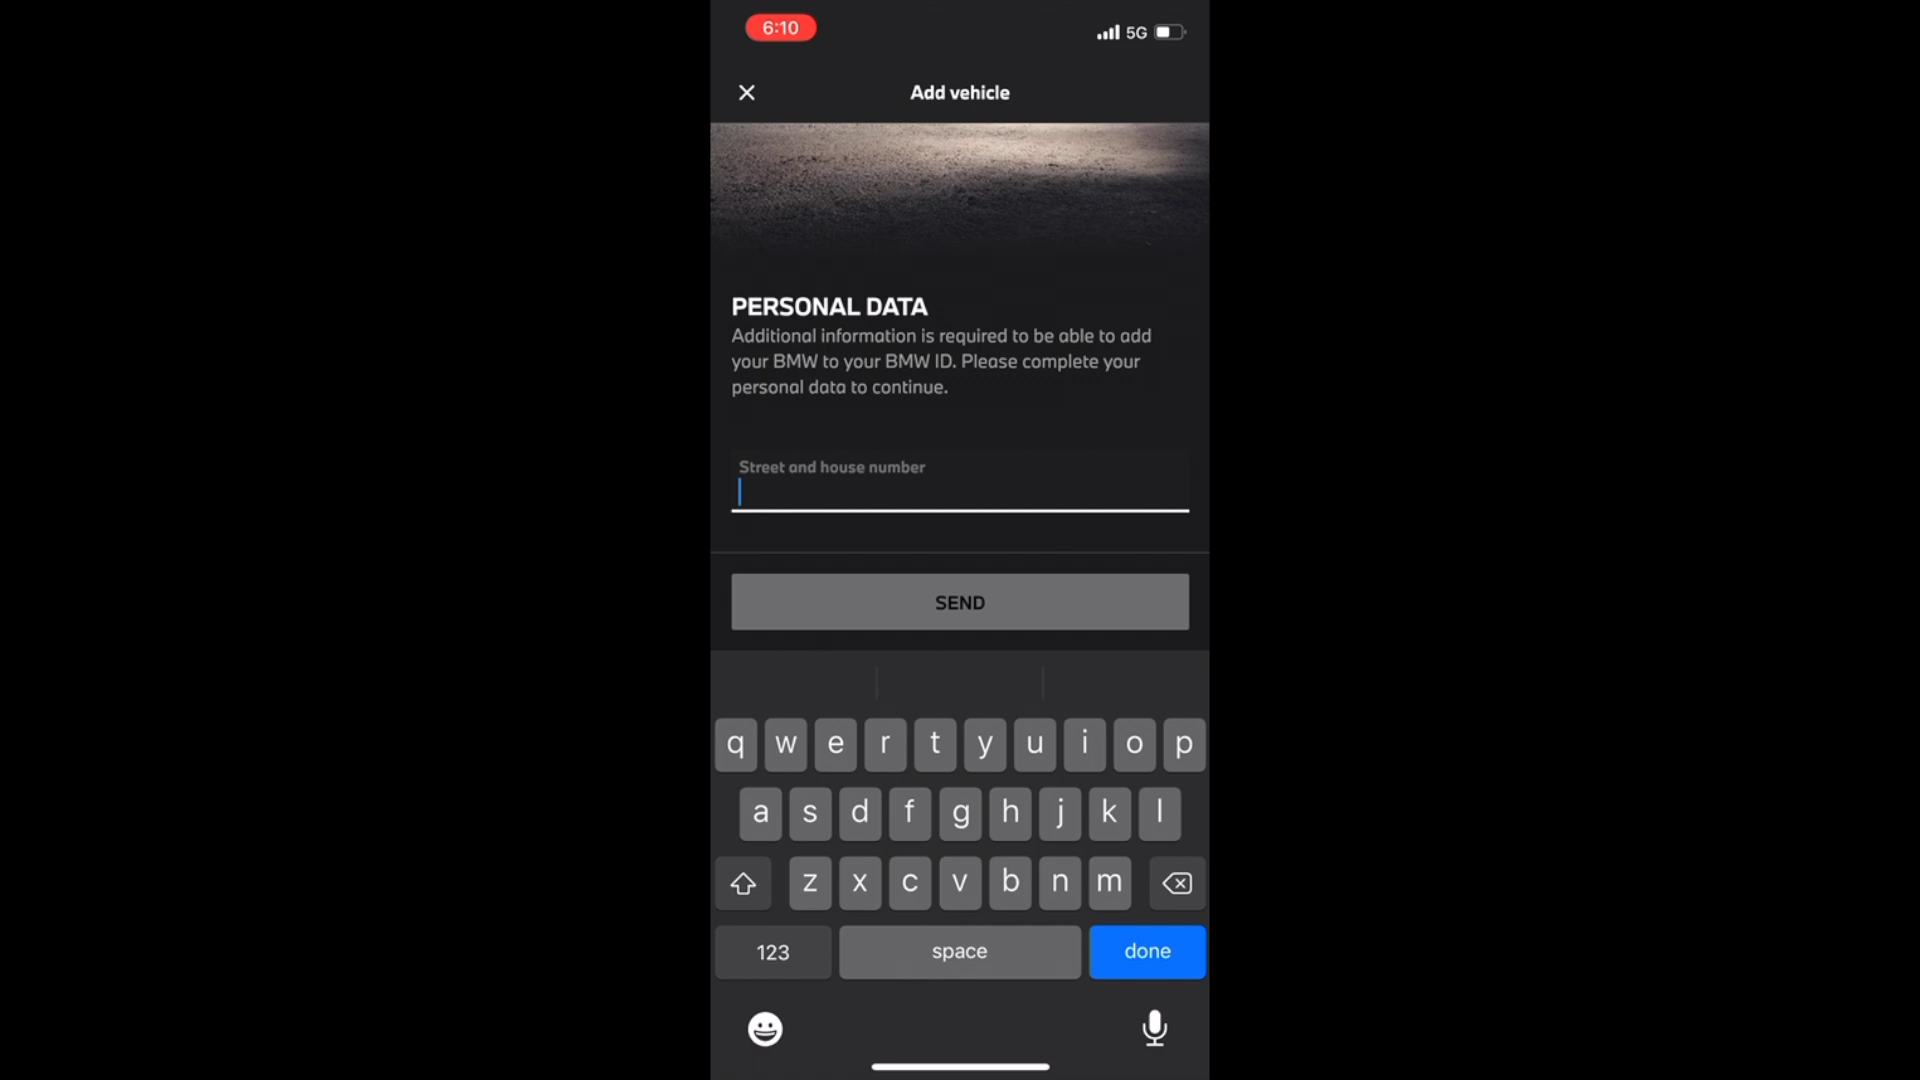 6:10
5G
Add vehicle
PERSONAL DATA
Additional information is required to be able to add
your BMW to your BMW ID. Please complete your
personal data to continue.
Street and house number
SEND
q w e r t y u i o p
a s d f g h j k l
z x c v b n m
123 space done